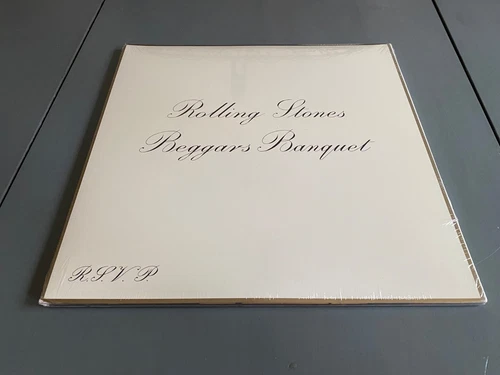 Rolling Stones
Beggars Banquet
R.S.V.P.